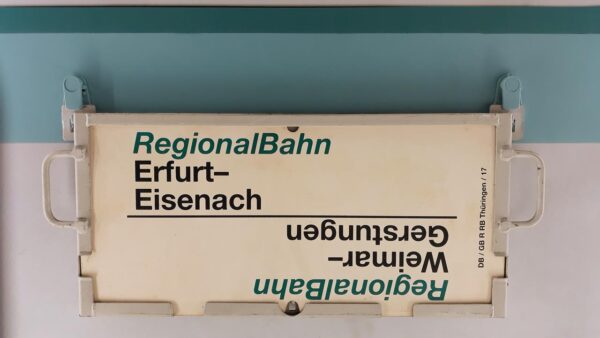 RegionalBahn
Erfurt–
Eisenach
RegionalBahn
Weimar–
Gerstungen
DB / GB R RB Thüringen / 17